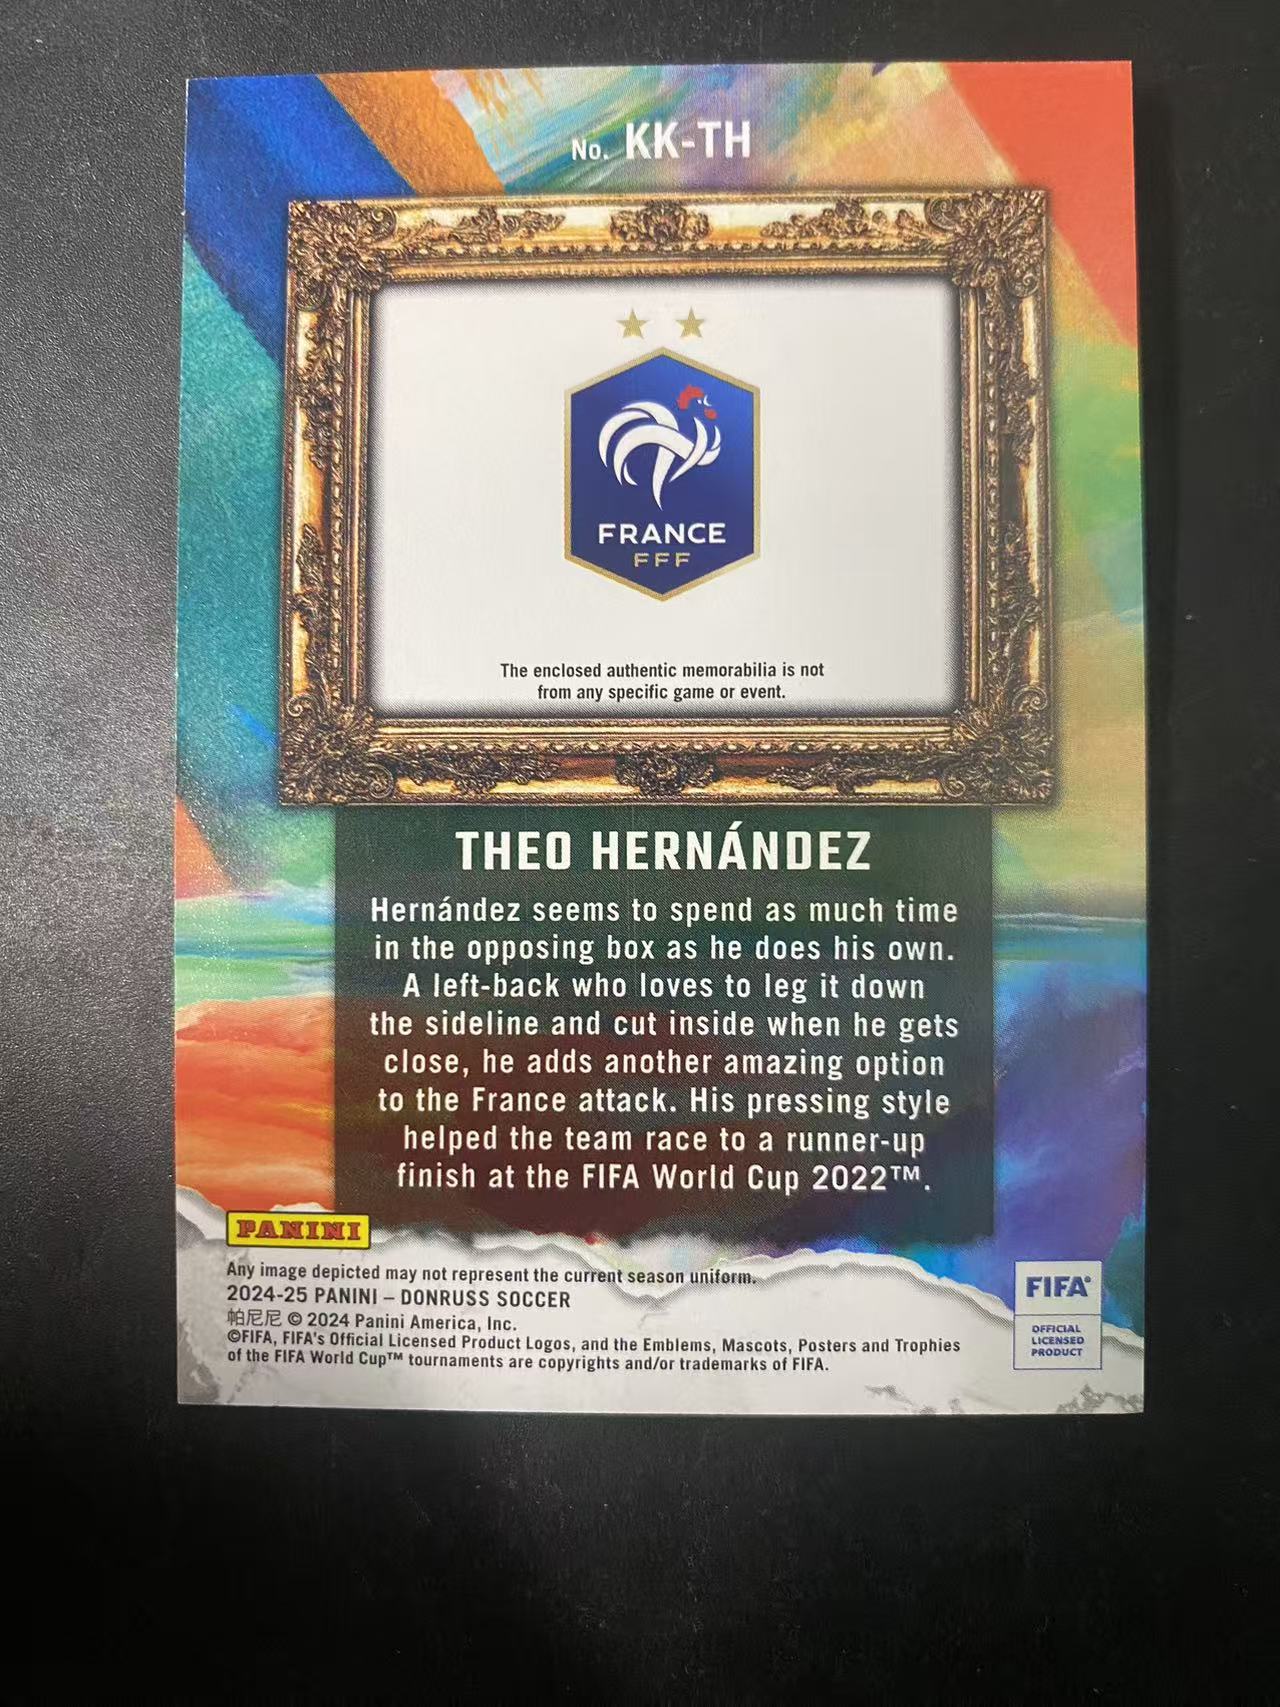 No. KK-TH
FRANCE
FFF
The enclosed authentic memorabilia is not
from any specific game or event.
THEO HERNÁNDEZ
Hernández seems to spend as much time
in the opposing box as he does his own.
A left-back who loves to leg it down
the sideline and cut inside when he gets
close, he adds another amazing option
to the France attack. His pressing style
helped the team race to a runner-up
finish at the FIFA World Cup 2022™.
PANINI
Any image depicted may not represent the current season uniform.
2024-25 PANINI – DONRUSS SOCCER
帕尼尼 © 2024 Panini America, Inc.
©FIFA, FIFA's Official Licensed Product Logos, and the Emblems, Mascots, Posters and Trophies
of the FIFA World Cup™ tournaments are copyrights and/or trademarks of FIFA.
FIFA®
OFFICIAL
LICENSED
PRODUCT